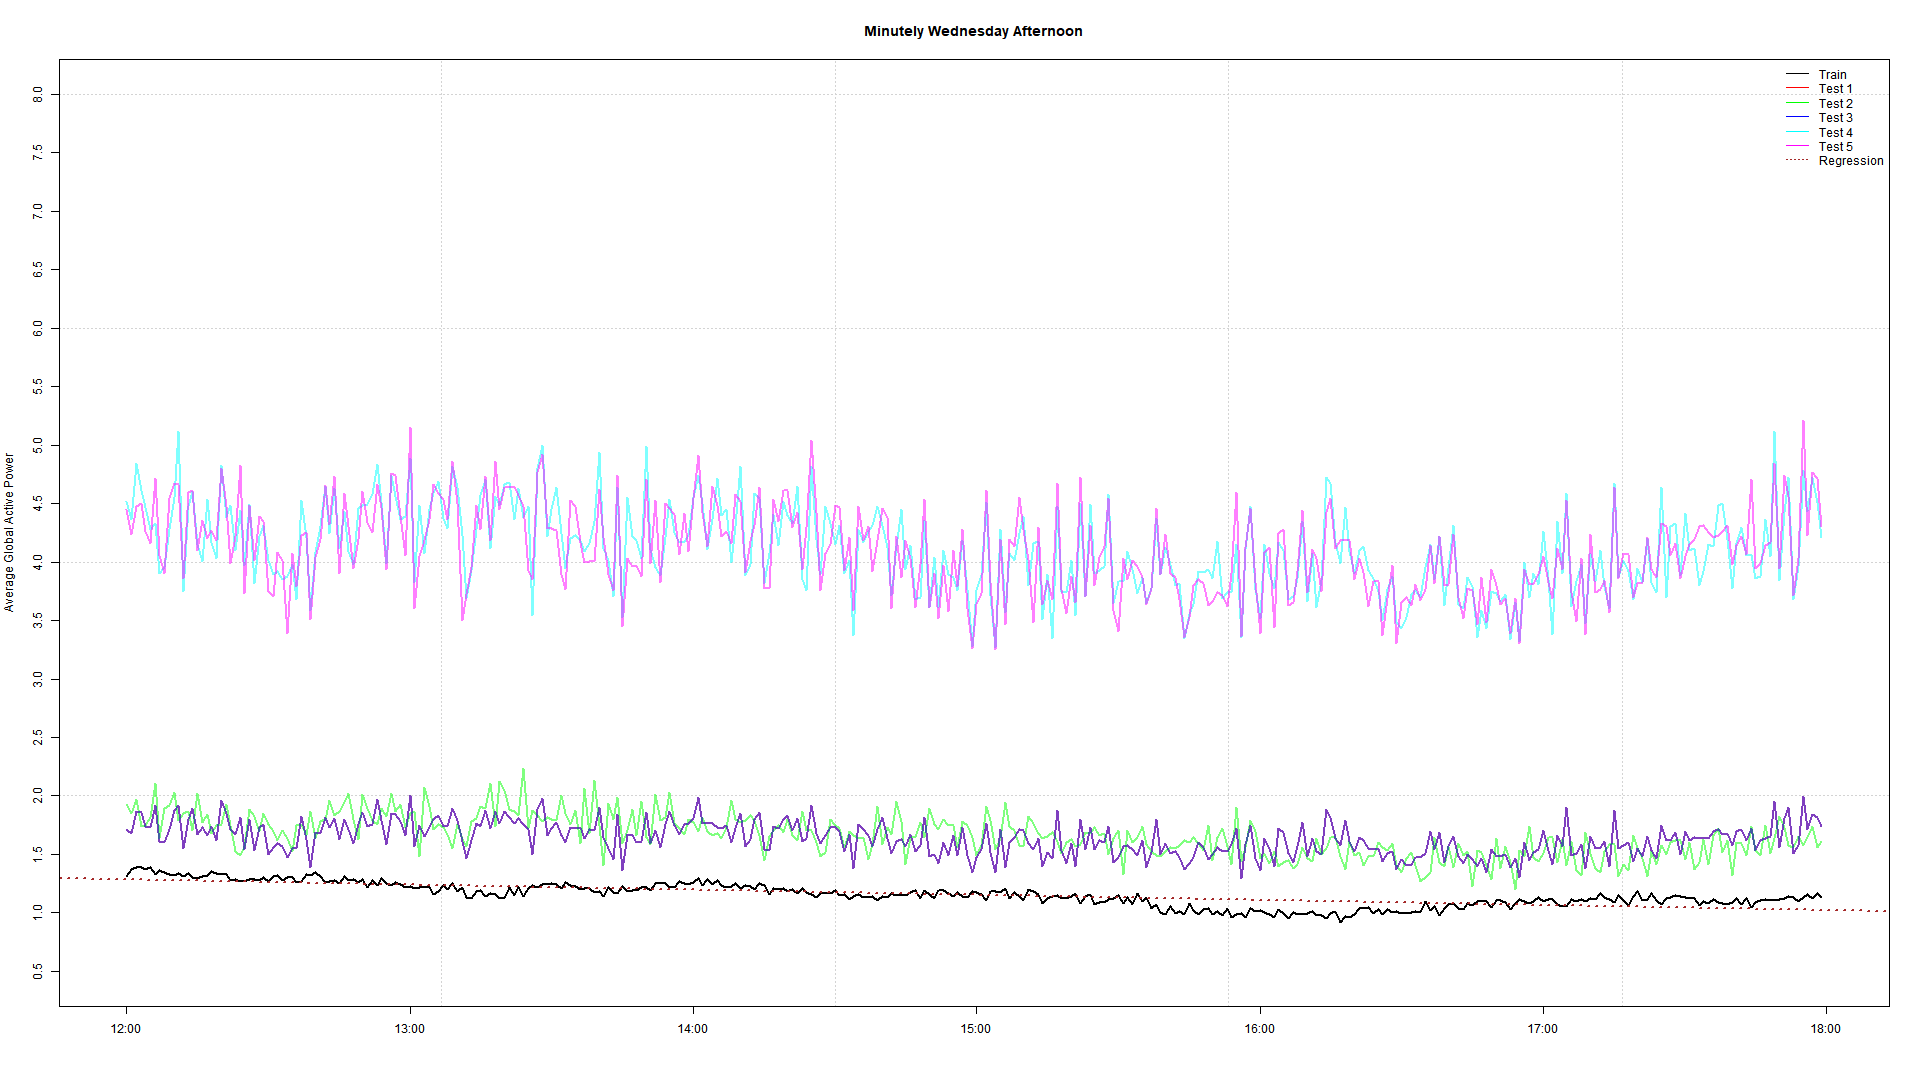 Minutely Wednesday Afternoon
Train
Test 1
Test 2
Test 3
Test 4
Test 5
Regression
Average Global Active Power
8.0
7.5
7.0
6.5
6.0
5.5
5.0
4.5
4.0
3.5
3.0
2.5
2.0
1.5
1.0
0.5
12:00 13:00 14:00 15:00 16:00 17:00 18:00